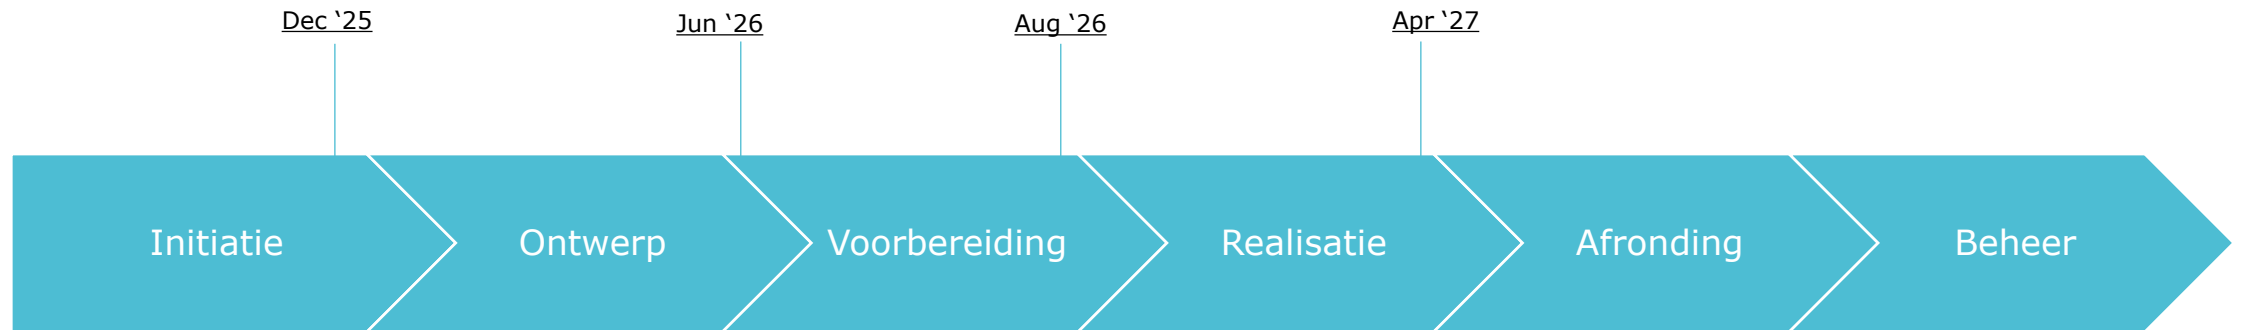 Dec ‘25
Jun ‘26
Aug ‘26
Apr ‘27
Initiatie
Ontwerp
Voorbereiding
Realisatie
Afronding
Beheer